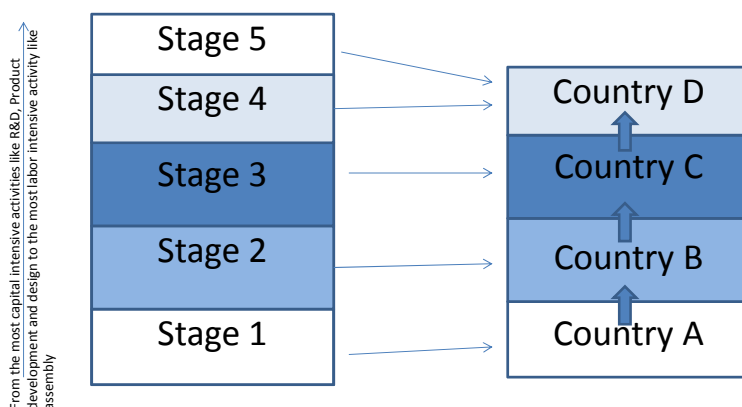 From the most capital intensive activities like R&D, Product
development and design to the most labor intensive activity like
assembly
Stage 5
Stage 4
Stage 3
Stage 2
Stage 1
Country D
Country C
Country B
Country A